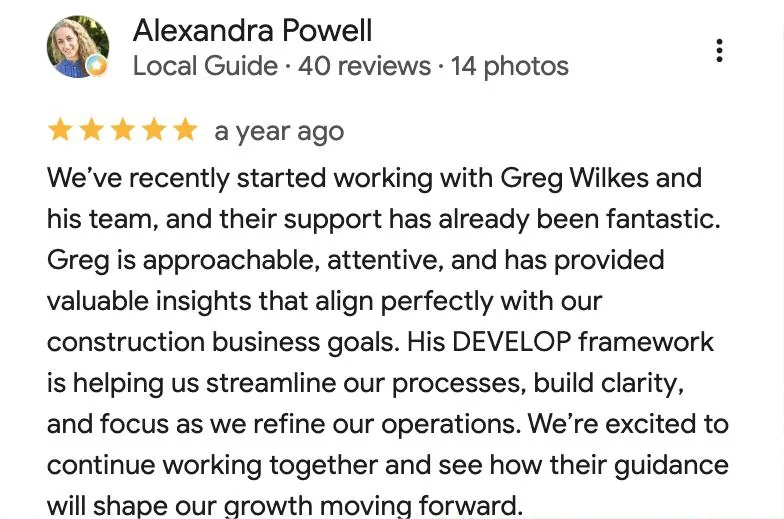 Alexandra Powell
Local Guide · 40 reviews · 14 photos
a year ago
We’ve recently started working with Greg Wilkes and
his team, and their support has already been fantastic.
Greg is approachable, attentive, and has provided
valuable insights that align perfectly with our
construction business goals. His DEVELOP framework
is helping us streamline our processes, build clarity,
and focus as we refine our operations. We’re excited to
continue working together and see how their guidance
will shape our growth moving forward.